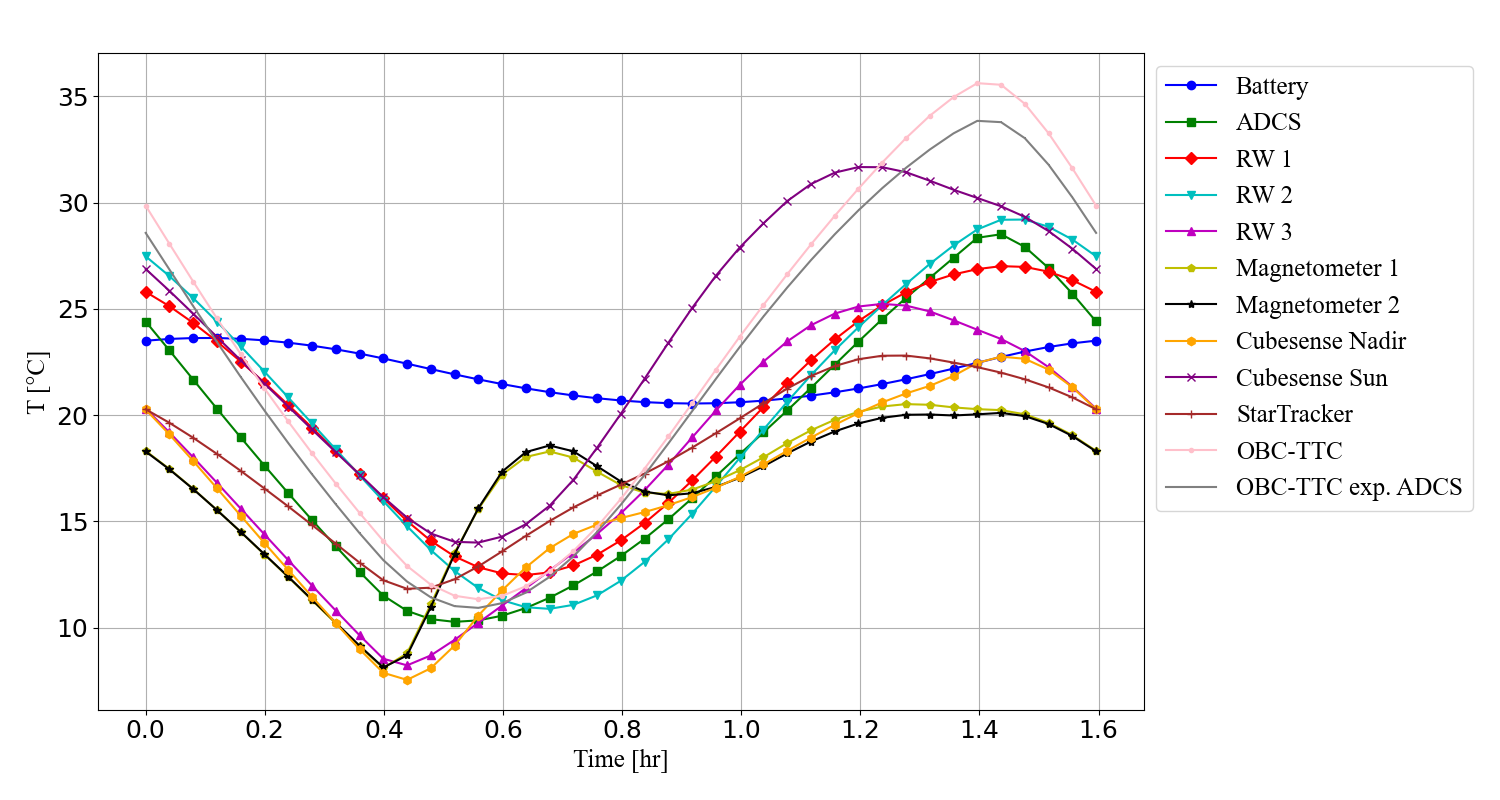 35
30
25
20
15
10
T [°C]
0.0 0.2 0.4 0.6 0.8 1.0 1.2 1.4 1.6
Time [hr]
Battery
ADCS
RW 1
RW 2
RW 3
Magnetometer 1
Magnetometer 2
Cubesense Nadir
Cubesense Sun
StarTracker
OBC-TTC
OBC-TTC exp. ADCS